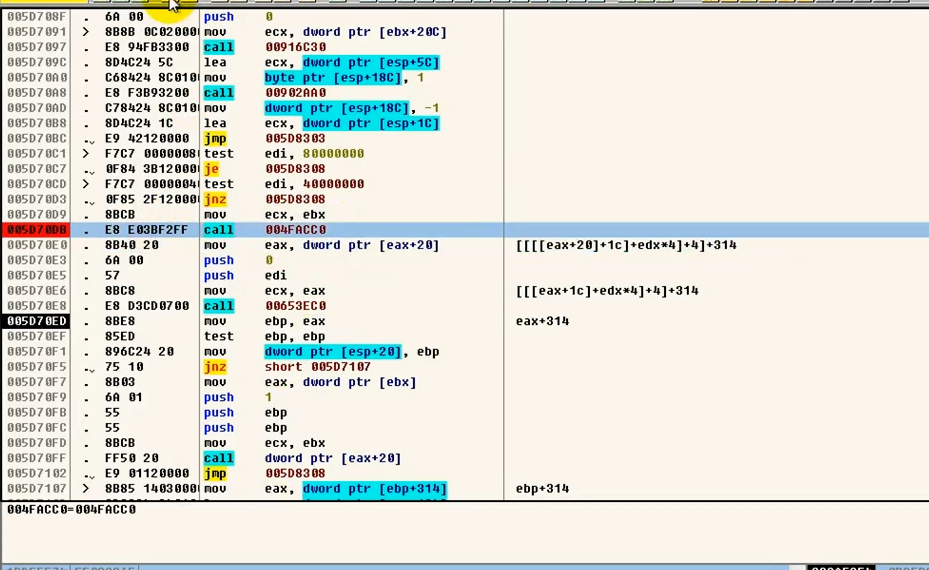 005D708F . 6A 00 push 0
005D7091 > 8B8B 0C02000 mov ecx, dword ptr [ebx+20C]
005D7097 . E8 94FB3300 call 00916C30
005D709C . 8D4C24 5C lea ecx, dword ptr [esp+5C]
005D70A0 . C68424 8C010 mov byte ptr [esp+18C], 1
005D70A8 . E8 F3B93200 call 00902AA0
005D70AD . C78424 8C010 mov dword ptr [esp+18C], -1
005D70B8 . 8D4C24 1C lea ecx, dword ptr [esp+1C]
005D70BC .. E9 42120000 jmp 005D8303
005D70C1 > F7C7 0000008 test edi, 80000000
005D70C7 .. 0F84 3B12000 je 005D8308
005D70CD > F7C7 0000004 test edi, 40000000
005D70D3 .. 0F85 2F12000 jnz 005D8308
005D70D9 . 8BCB mov ecx, ebx
005D70DB . E8 E03BF2FF call 004FACC0
005D70E0 . 8B40 20 mov eax, dword ptr [eax+20] [[[[eax+20]+1c]+edx*4]+4]+314
005D70E3 . 6A 00 push 0
005D70E5 . 57 push edi
005D70E6 . 8BC8 mov ecx, eax [[[eax+1c]+edx*4]+4]+314
005D70E8 . E8 D3CD0700 call 00653EC0
005D70ED . 8BE8 mov ebp, eax eax+314
005D70EF . 85ED test ebp, ebp
005D70F1 . 896C24 20 mov dword ptr [esp+20], ebp
005D70F5 .. 75 10 jnz short 005D7107
005D70F7 . 8B03 mov eax, dword ptr [ebx]
005D70F9 . 6A 01 push 1
005D70FB . 55 push ebp
005D70FC . 55 push ebp
005D70FD . 8BCB mov ecx, ebx
005D70FF . FF50 20 call dword ptr [eax+20]
005D7102 .. E9 01120000 jmp 005D8308
005D7107 > 8B85 1403000 mov eax, dword ptr [ebp+314] ebp+314
004FACC0=004FACC0